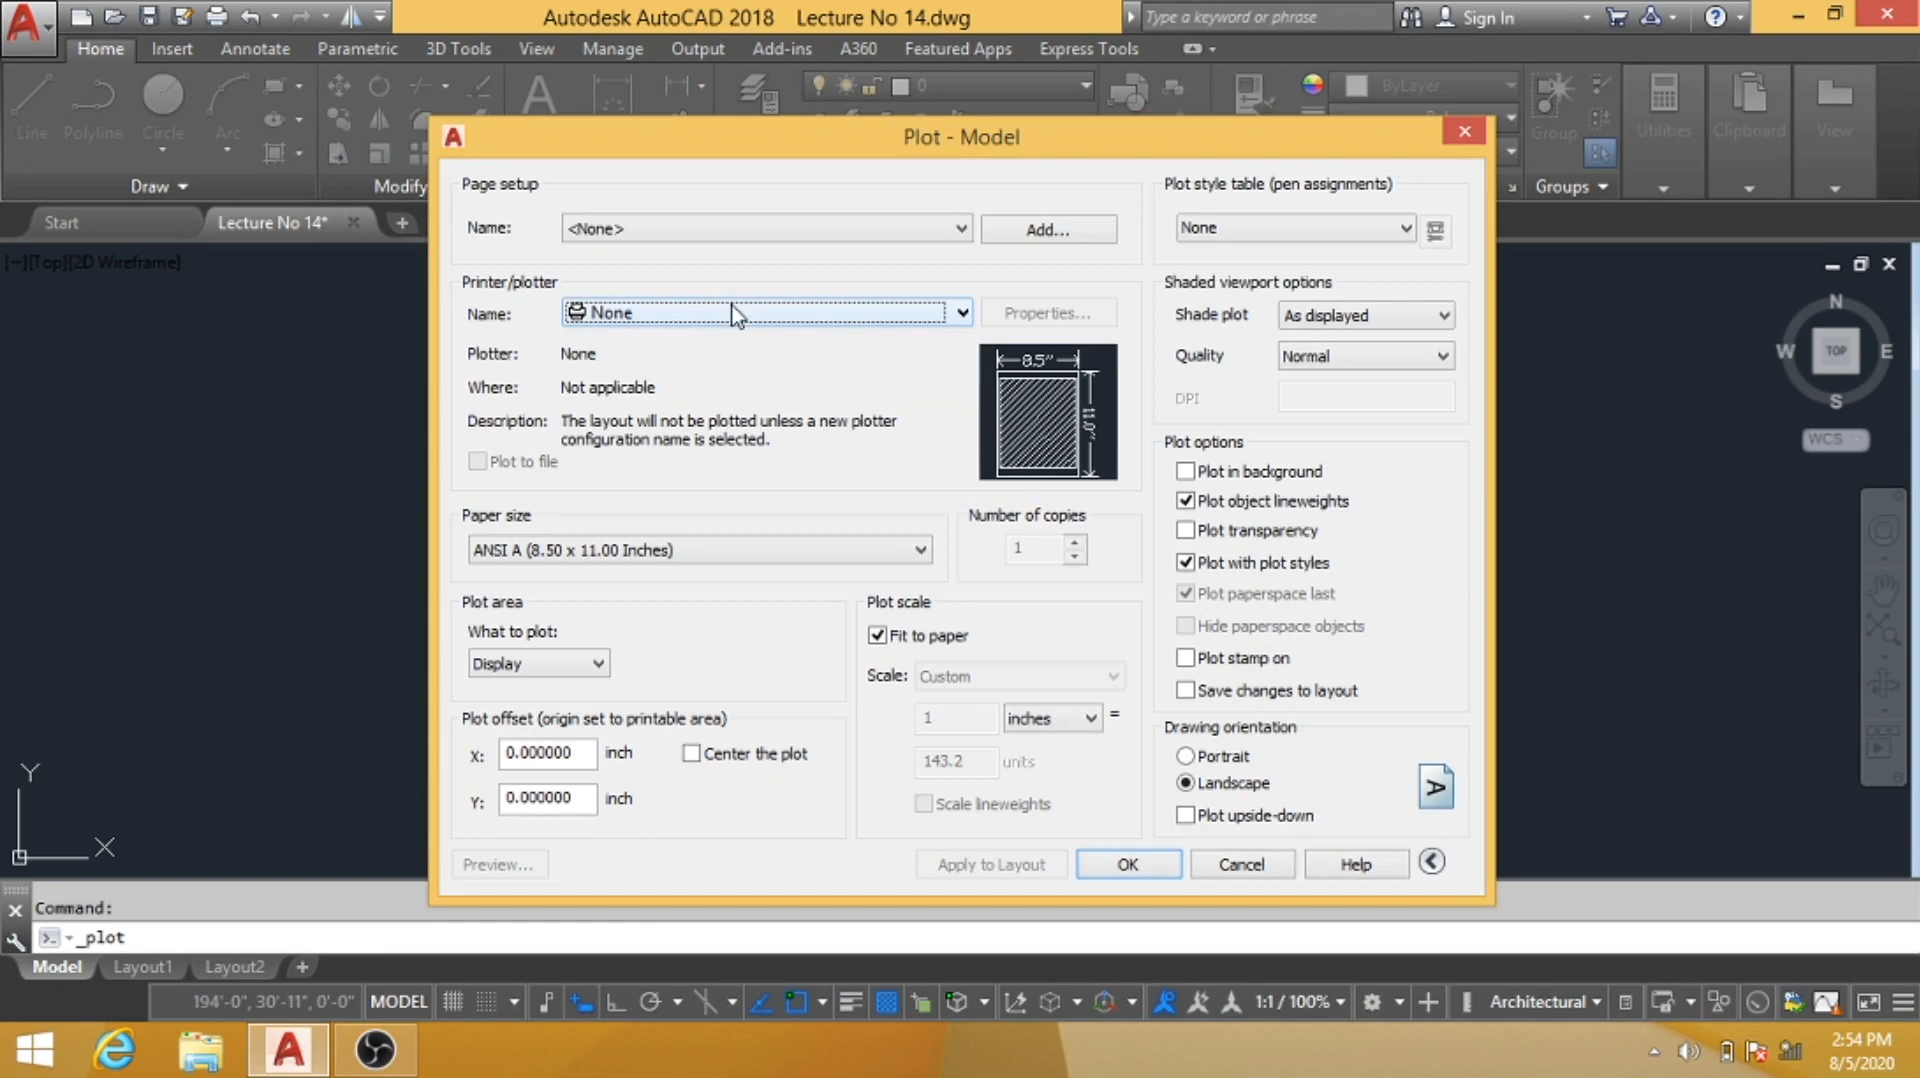 Autodesk AutoCAD 2018 Lecture No 14.dwg
Type a keyword or phrase
Sign In
Home Insert Annotate Parametric 3D Tools View Manage Output Add-ins A360 Featured Apps Express Tools
0
ByLayer
Line Polyline Circle Arc
Group Utilities Clipboard View
Draw
Modify
Groups
Start
Lecture No 14*
[−][Top][2D Wireframe]
Plot - Model
Page setup
Name: <None> Add...
Printer/plotter
Name: None Properties...
Plotter: None
Where: Not applicable
Description: The layout will not be plotted unless a new plotter
configuration name is selected.
Plot to file
8.5''
11.0''
Paper size
ANSI A (8.50 x 11.00 Inches)
Number of copies
1
Plot area
What to plot:
Display
Plot offset (origin set to printable area)
X: 0.000000 inch Center the plot
Y: 0.000000 inch
Plot scale
Fit to paper
Scale: Custom
1 inches =
143.2 units
Scale lineweights
Plot style table (pen assignments)
None
Shaded viewport options
Shade plot As displayed
Quality Normal
DPI
Plot options
Plot in background
Plot object lineweights
Plot transparency
Plot with plot styles
Plot paperspace last
Hide paperspace objects
Plot stamp on
Save changes to layout
Drawing orientation
Portrait
Landscape
Plot upside-down
A
Preview... Apply to Layout OK Cancel Help
N
W TOP E
S
WCS
Y
X
Command:
_plot
Model Layout1 Layout2
194'-0", 30'-11", 0'-0" MODEL 1:1 / 100% Architectural
2:54 PM
8/5/2020